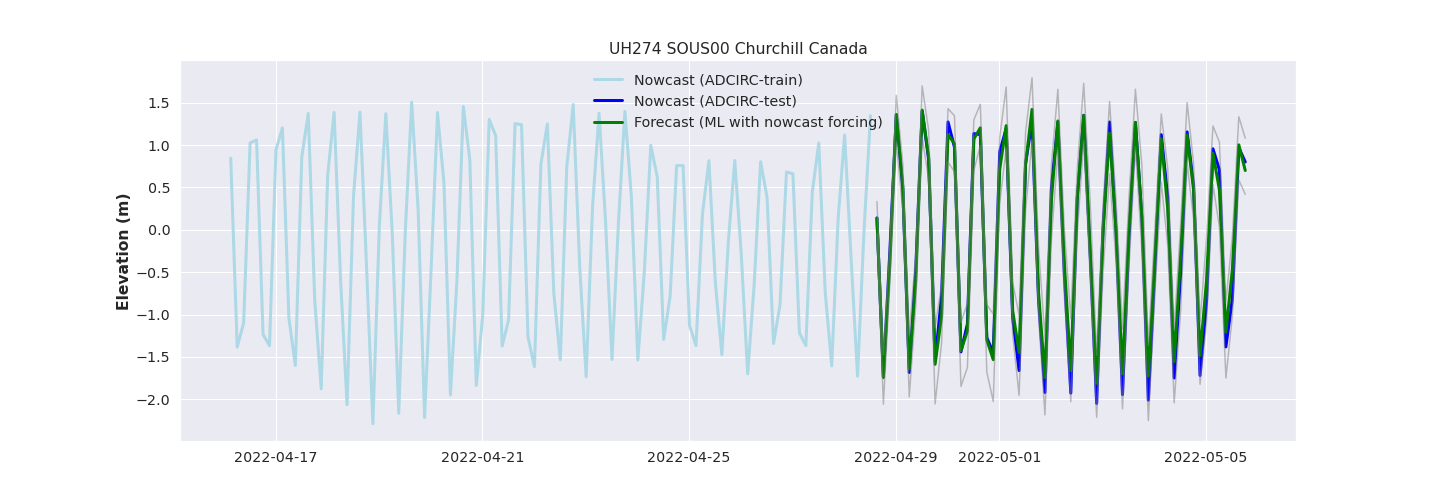 UH274 SOUS00 Churchill Canada
Nowcast (ADCIRC-train)
Nowcast (ADCIRC-test)
Forecast (ML with nowcast forcing)
Elevation (m)
1.5
1.0
0.5
0.0
−0.5
−1.0
−1.5
−2.0
2022-04-17 2022-04-21 2022-04-25 2022-04-29 2022-05-01 2022-05-05